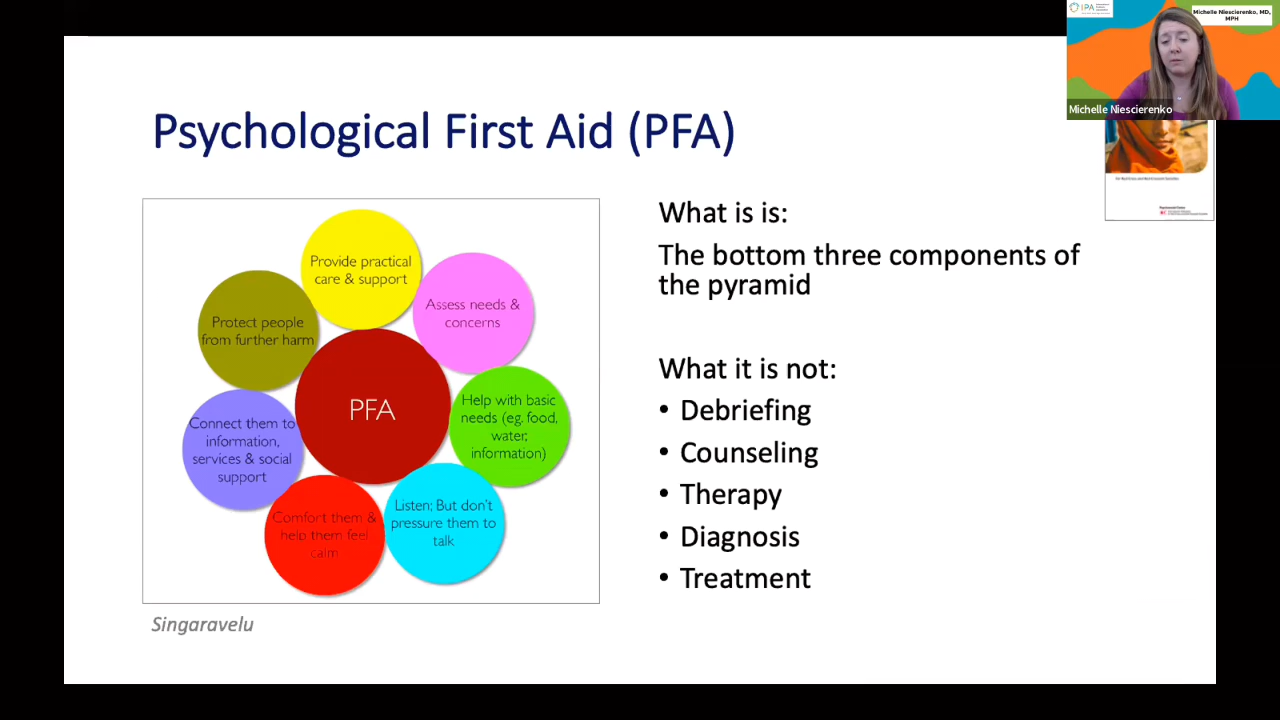 iPA
Michelle Niescierenko, MD,
MPH
Michelle Niescierenko
Psychological First Aid (PFA)
Provide practical
care & support
Assess needs &
concerns
Protect people
from further harm
PFA
Help with basic
needs (eg. food,
water,
information)
Connect them to
information,
services & social
support
Listen; But don't
pressure them to
talk
Comfort them &
help them feel
calm
Singaravelu
What is is:
The bottom three components of
the pyramid
What it is not:
• Debriefing
• Counseling
• Therapy
• Diagnosis
• Treatment